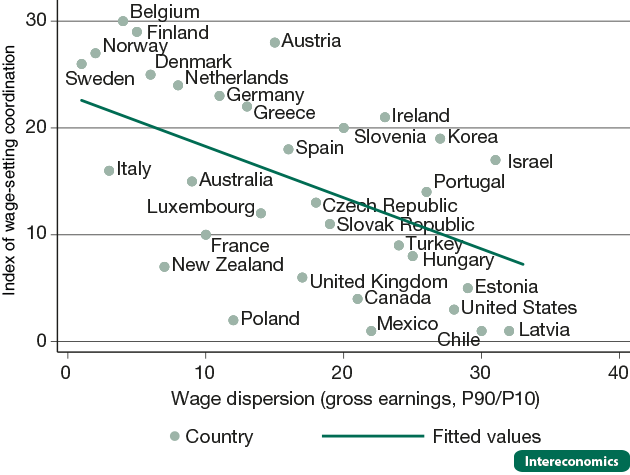 Index of wage-setting coordination
30
20
10
0
Belgium
Finland
Norway
Austria
Sweden
Denmark
Netherlands
Germany
Greece
Ireland
Slovenia
Korea
Spain
Israel
Italy
Australia
Portugal
Luxembourg
Czech Republic
Slovak Republic
France
Turkey
Hungary
New Zealand
United Kingdom
Estonia
Canada
United States
Poland
Mexico
Chile
Latvia
0 10 20 30 40
Wage dispersion (gross earnings, P90/P10)
Country Fitted values
Intereconomics